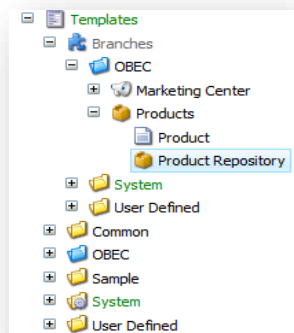 Templates
Branches
OBEC
Marketing Center
Products
Product
Product Repository
System
User Defined
Common
OBEC
Sample
System
User Defined